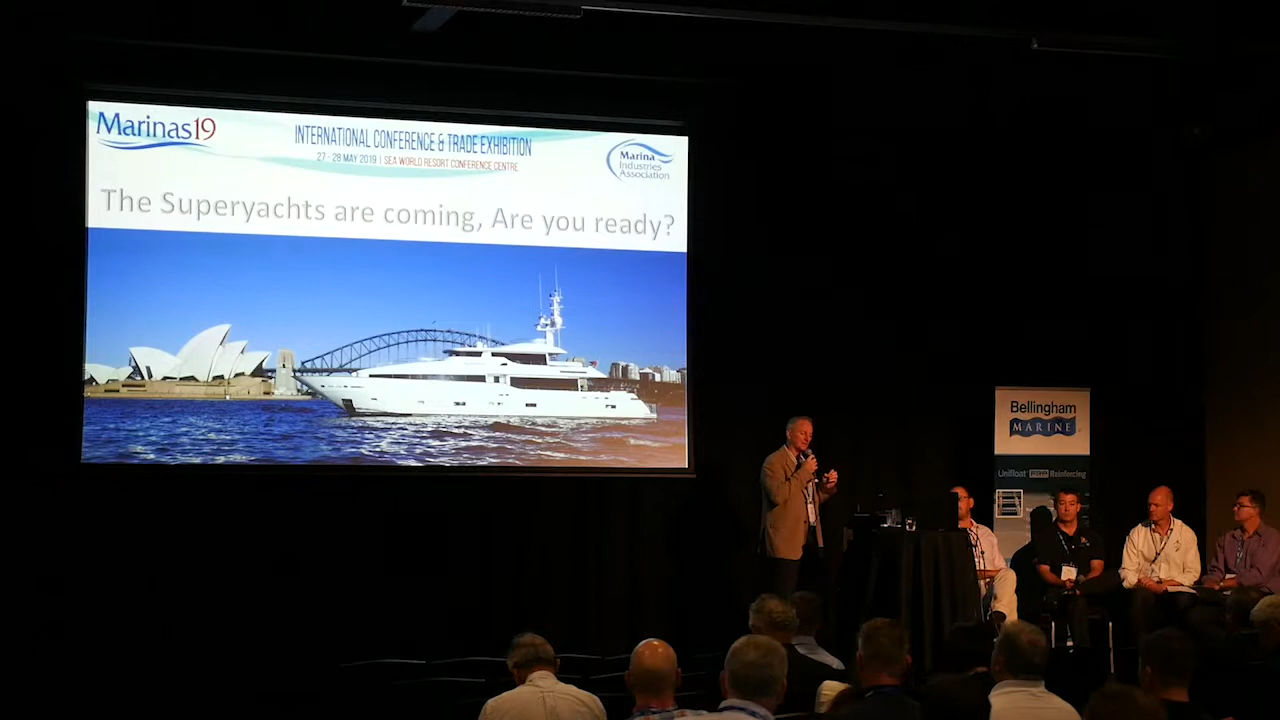 Marinas19
INTERNATIONAL CONFERENCE & TRADE EXHIBITION
27 - 28 MAY 2019 | SEA WORLD RESORT CONFERENCE CENTRE
Marina
Industries
Association
The Superyachts are coming, Are you ready?
Bellingham
MARINE
Unifloat
Reinforcing